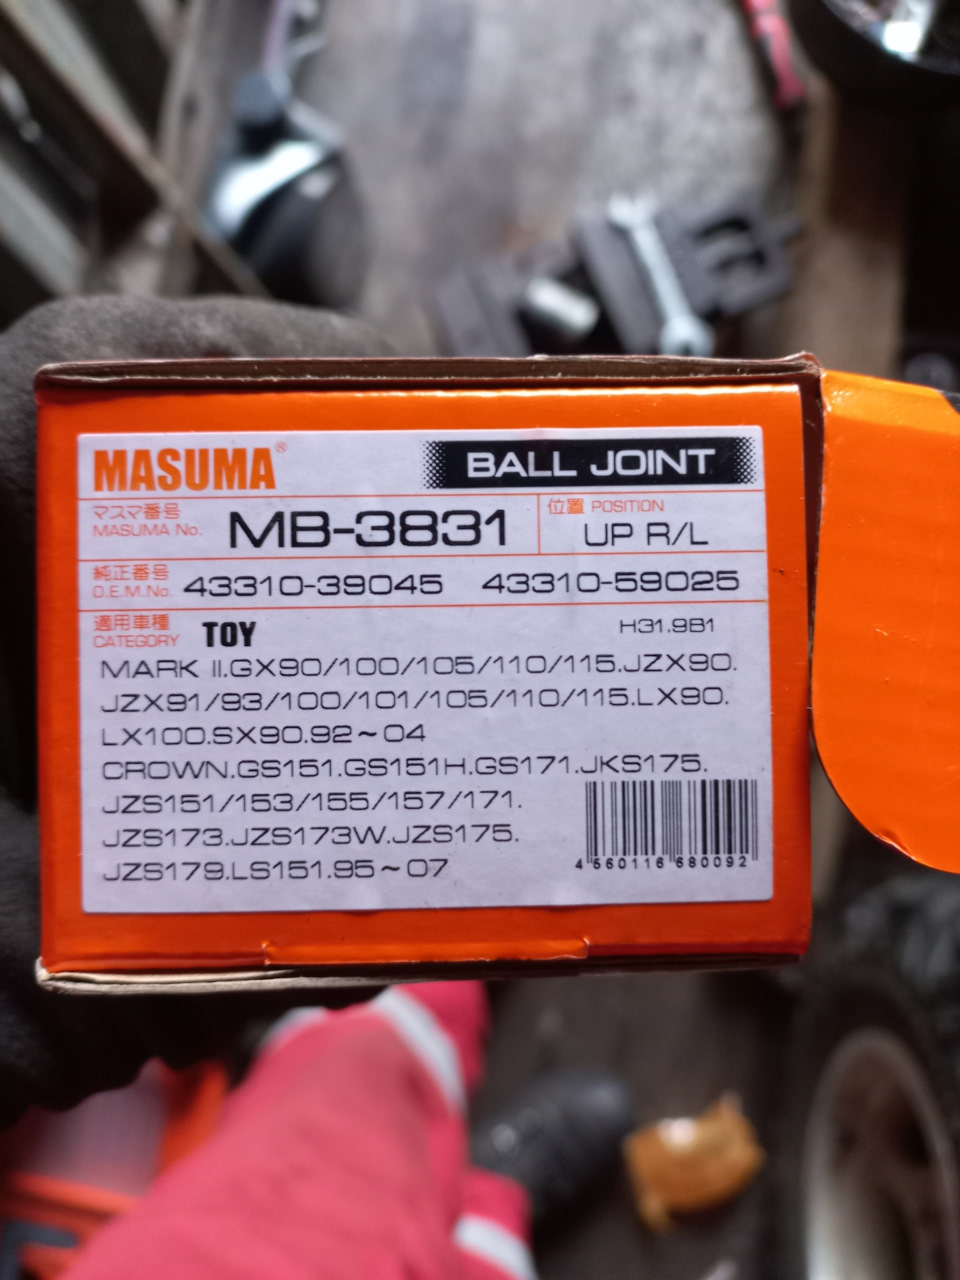 MASUMA®
BALL JOINT
マスマ番号
MASUMA No.
MB-3831
位置 POSITION
UP R/L
純正番号
O.E.M.No.
43310-39045 43310-59025
適用車種
CATEGORY
TOY
H31.9B1
MARK II.GX90/100/105/110/115.JZX90.
JZX91/93/100/101/105/110/115.LX90.
LX100.SX90.92~04
CROWN.GS151.GS151H.GS171.JKS175.
JZS151/153/155/157/171.
JZS173.JZS173W.JZS175.
JZS179.LS151.95~07
4 560116 680092